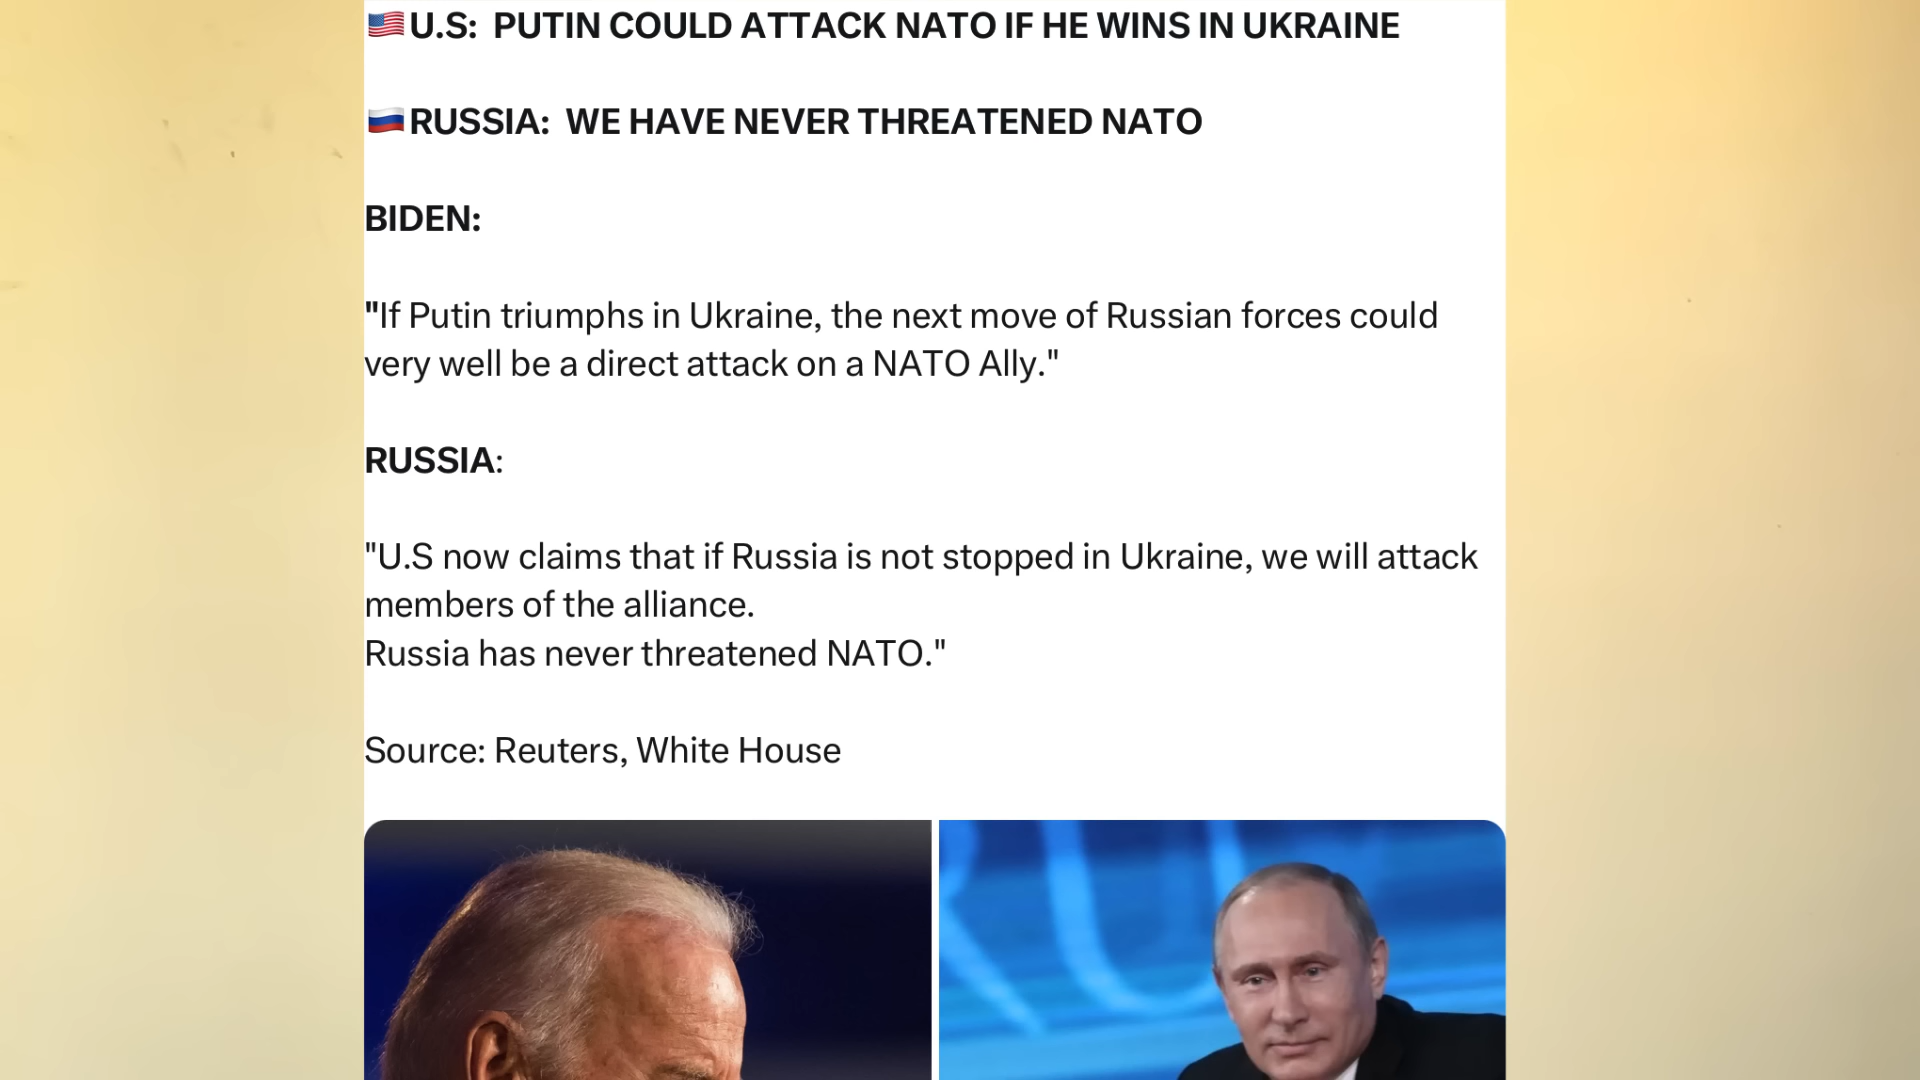 🇺🇸U.S: PUTIN COULD ATTACK NATO IF HE WINS IN UKRAINE
🇷🇺RUSSIA: WE HAVE NEVER THREATENED NATO
BIDEN:
"If Putin triumphs in Ukraine, the next move of Russian forces could
very well be a direct attack on a NATO Ally."
RUSSIA:
"U.S now claims that if Russia is not stopped in Ukraine, we will attack
members of the alliance.
Russia has never threatened NATO."
Source: Reuters, White House